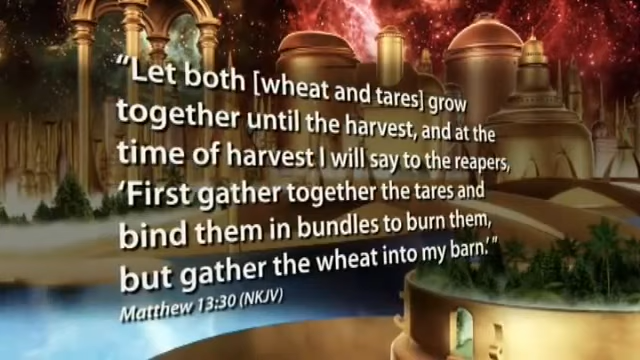 “Let both [wheat and tares] grow
together until the harvest, and at the
time of harvest I will say to the reapers,
‘First gather together the tares and
bind them in bundles to burn them,
but gather the wheat into my barn.’”
Matthew 13:30 (NKJV)